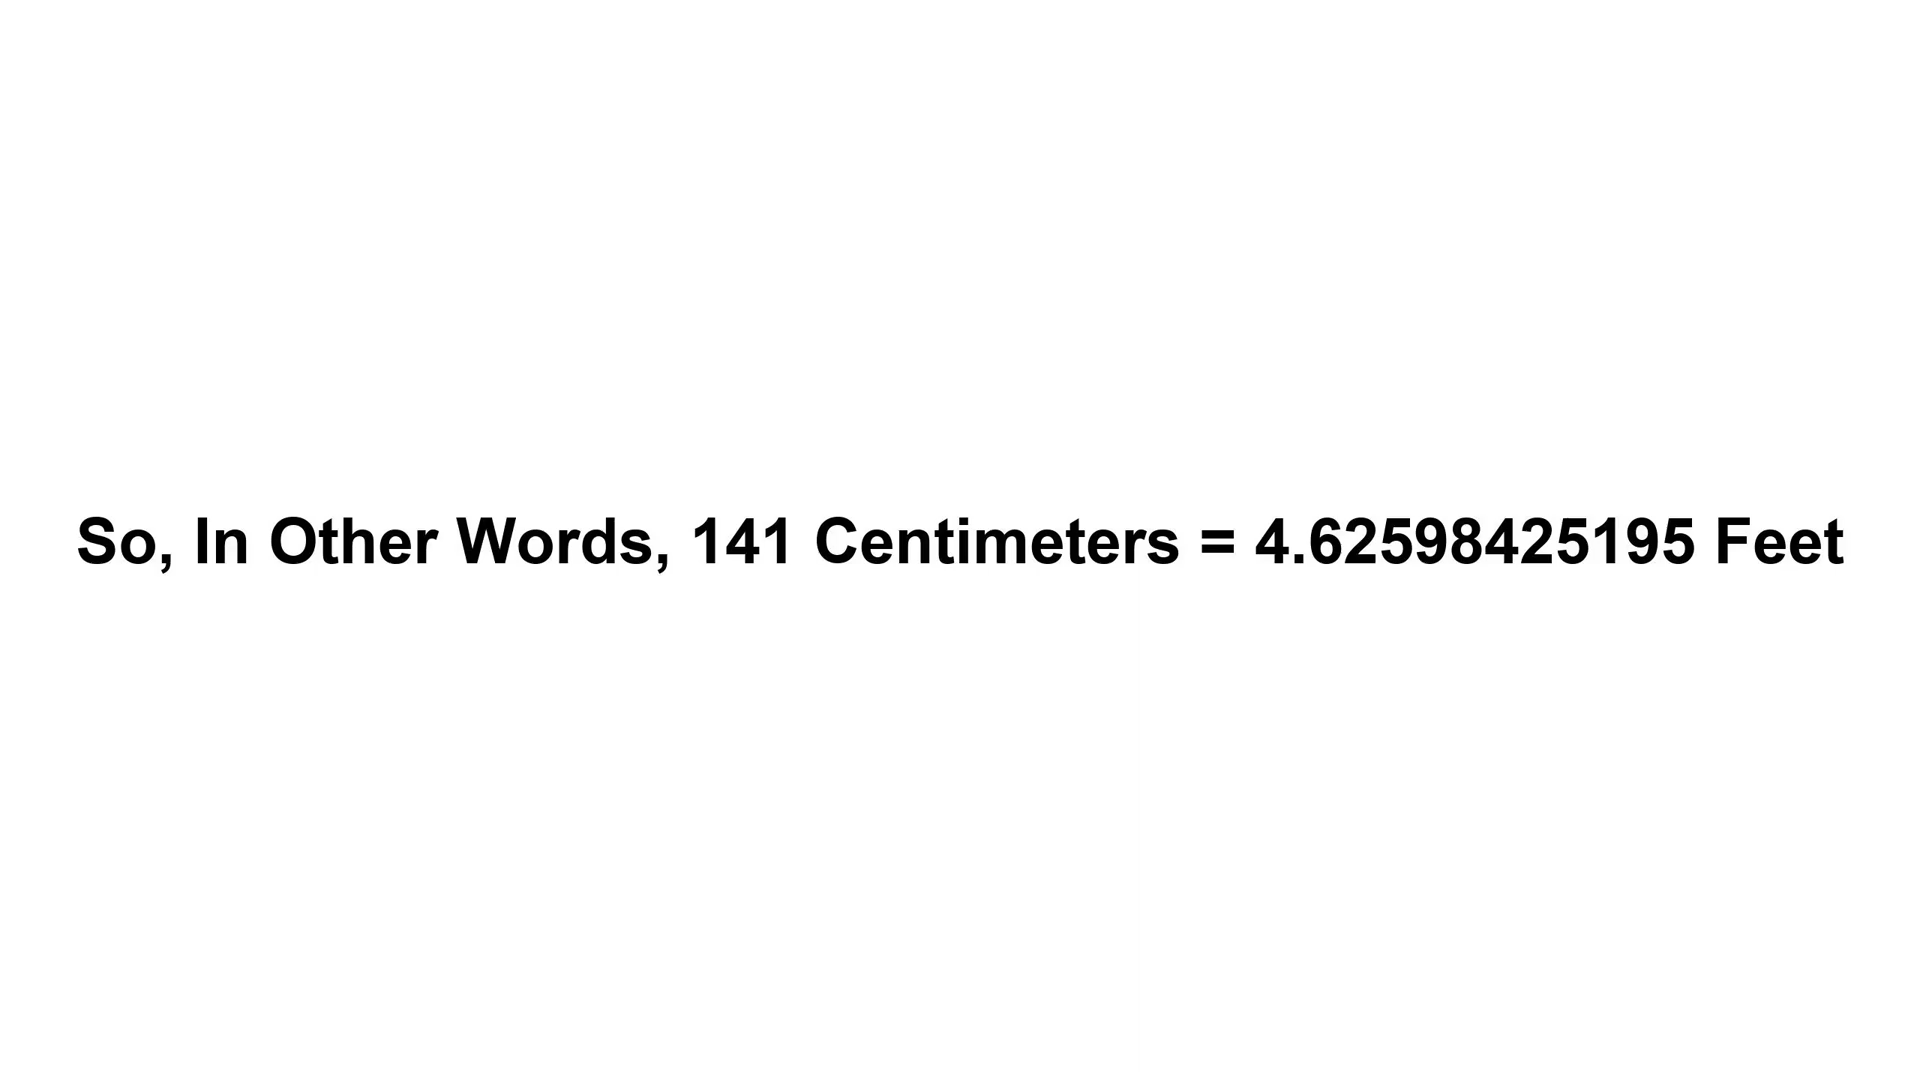 So, In Other Words, 141 Centimeters = 4.62598425195 Feet